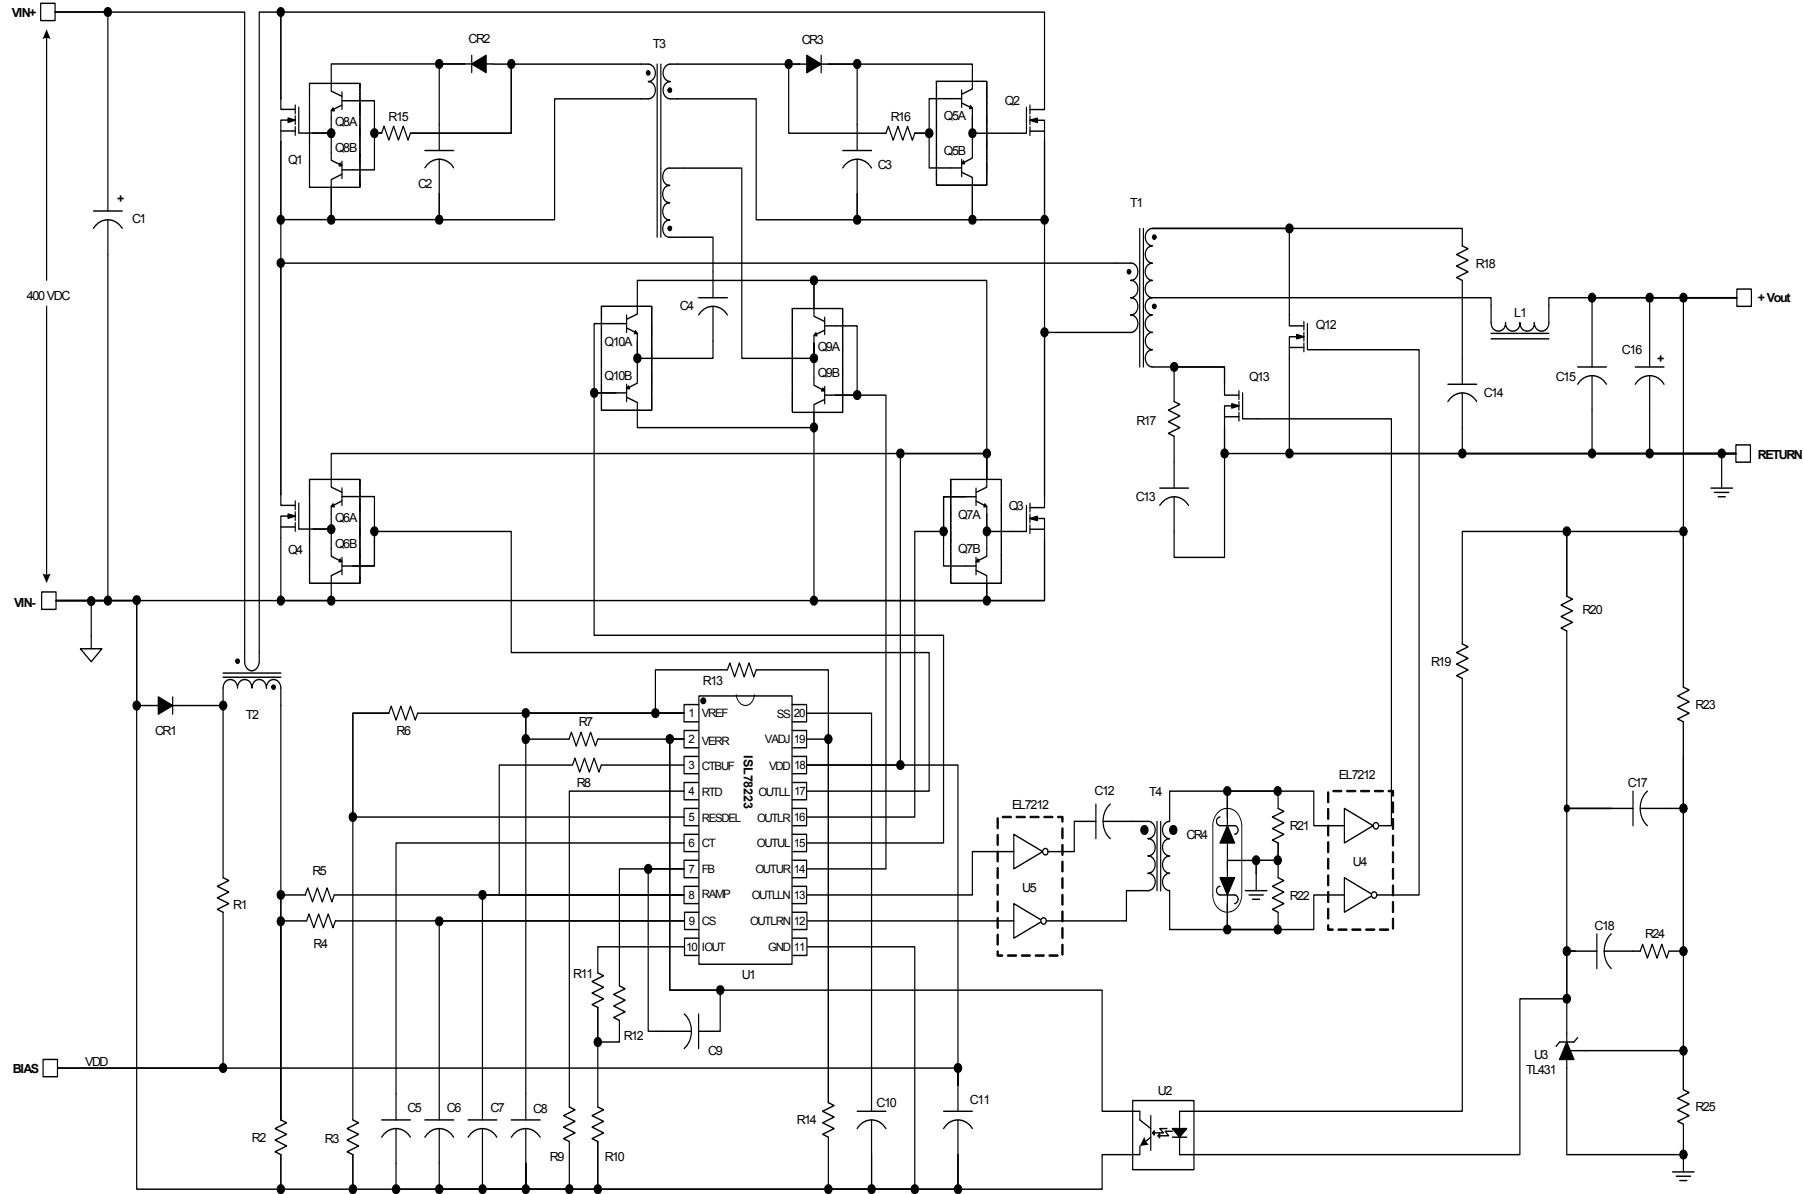 VIN+
CR2
T3
CR3
Q8A
Q8B
R15
Q1
C2
R16
C3
Q5A
Q5B
Q2
+
C1
T1
400 VDC
C4
Q10A
Q10B
Q9A
Q9B
R18
Q12
L1
+ Vout
C16
+
C15
Q13
C14
R17
RETURN
C13
Q6A
Q6B
Q4
Q7A
Q7B
Q3
VIN-
R20
R19
R23
T2
CR1
R13
R6
R7
R8
1 VREF
2 VERR
3 CTBUF
4 RTD
5 RESDEL
6 CT
7 FB
8 RAMP
9 CS
10 IOUT
ISL78223
SS 20
VADJ 19
VDD 18
OUTLL 17
OUTLR 16
OUTUL 15
OUTUR 14
OUTLLN 13
OUTLRN 12
GND 11
U1
EL7212
U5
C12
T4
CR4
R21
R22
EL7212
U4
C17
R5
R4
R1
C18
R24
R11
R12
C9
U3
TL431
BIAS
VDD
U2
R2
R3
C5
C6
C7
C8
R9
R10
R14
C10
C11
R25